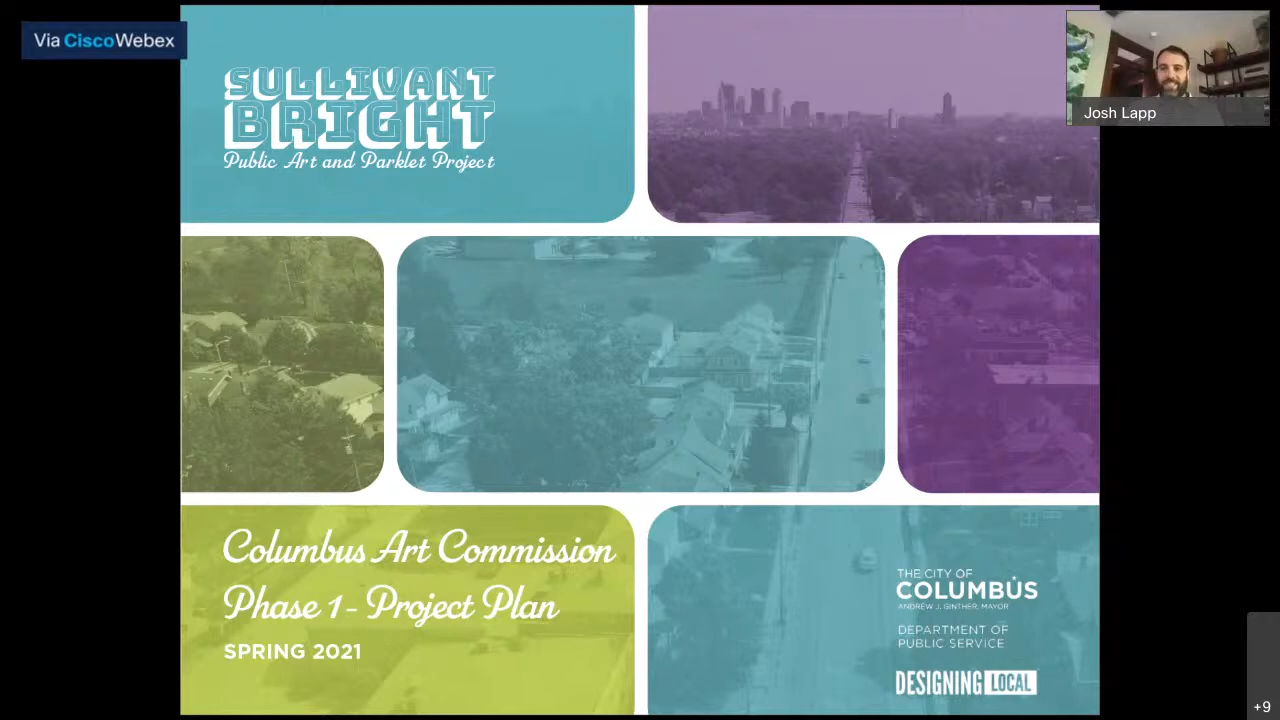 Via CiscoWebex
SULLIVANT
BRIGHT
Public Art and Parklet Project
Josh Lapp
Columbus Art Commission
Phase 1- Project Plan
SPRING 2021
THE CITY OF
COLUMBUS
ANDREW J. GINTHER, MAYOR
DEPARTMENT OF
PUBLIC SERVICE
DESIGNING LOCAL
+9